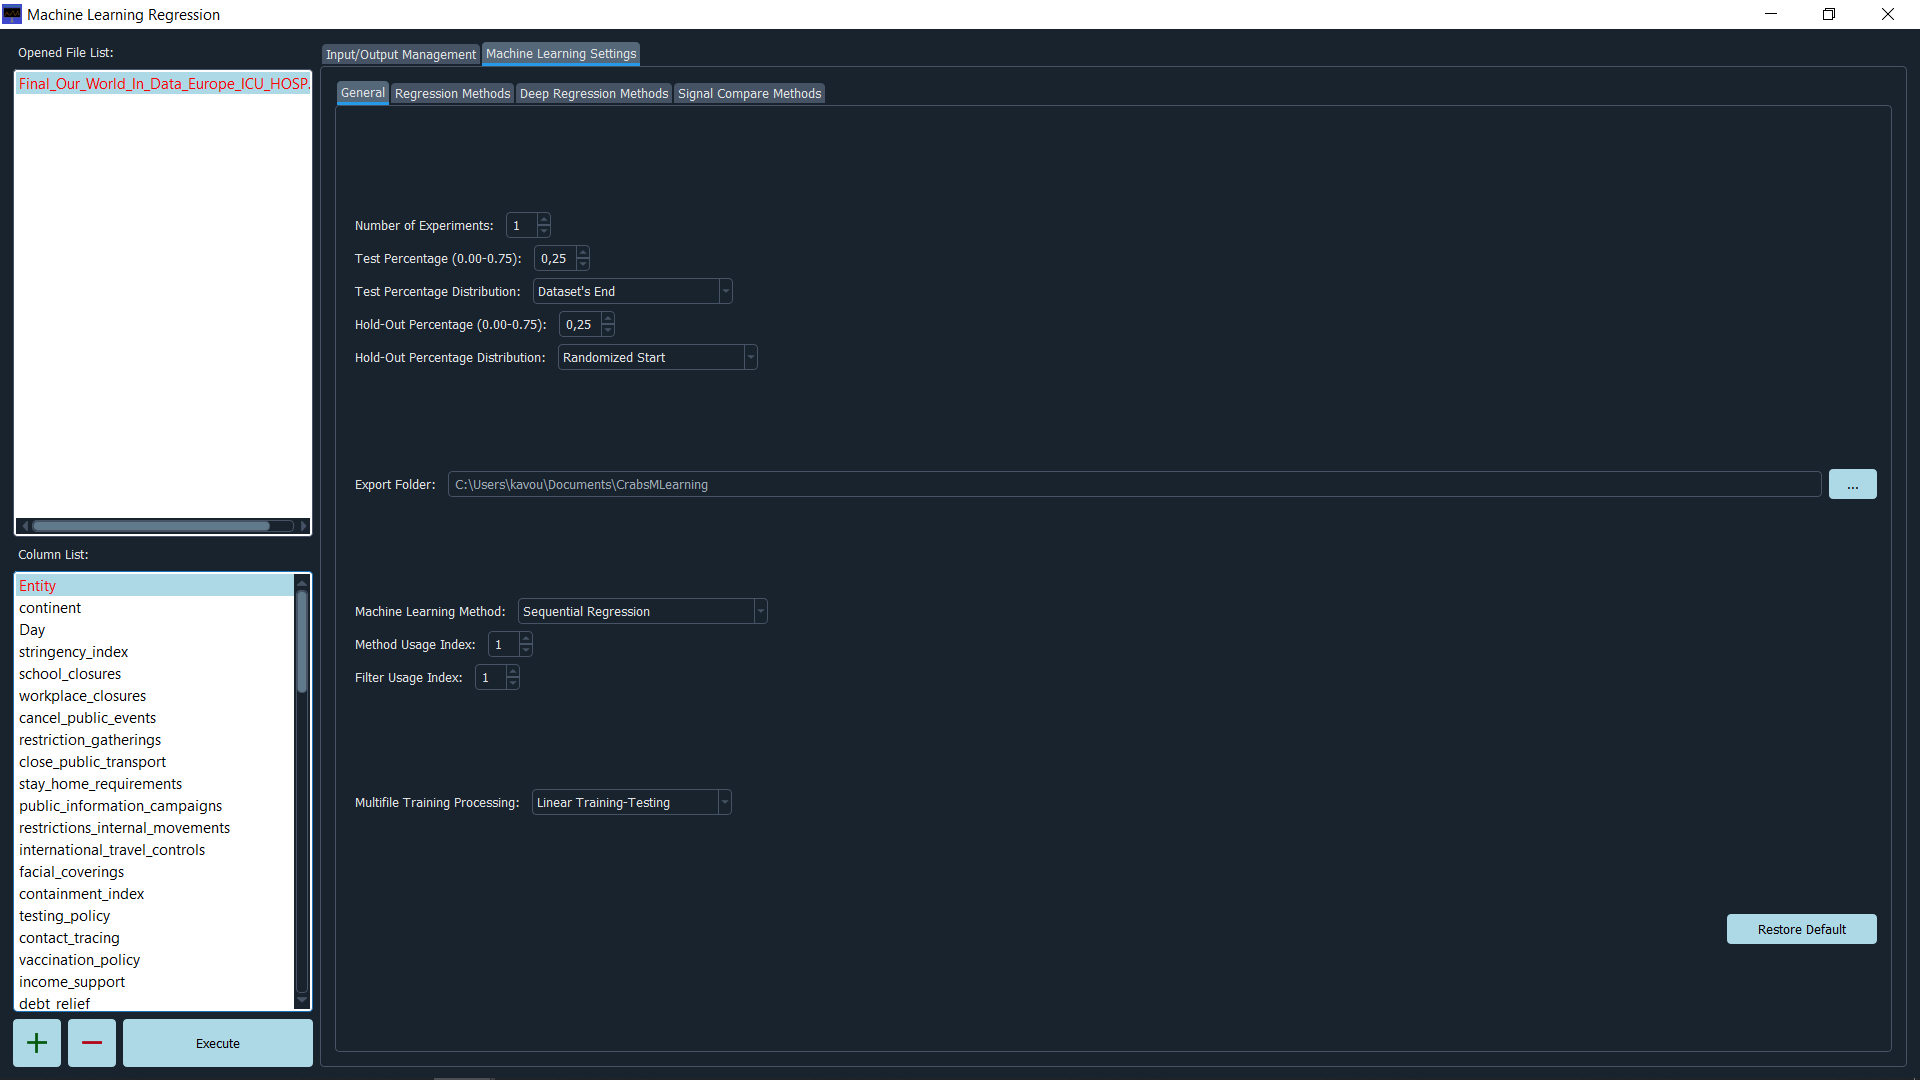 Machine Learning Regression
Opened File List:
Final_Our_World_In_Data_Europe_ICU_HOSP.
Column List:
Entity
continent
Day
stringency_index
school_closures
workplace_closures
cancel_public_events
restriction_gatherings
close_public_transport
stay_home_requirements
public_information_campaigns
restrictions_internal_movements
international_travel_controls
facial_coverings
containment_index
testing_policy
contact_tracing
vaccination_policy
income_support
debt_relief
Execute
Input/Output Management
Machine Learning Settings
General
Regression Methods
Deep Regression Methods
Signal Compare Methods
Number of Experiments: 1
Test Percentage (0.00-0.75): 0,25
Test Percentage Distribution: Dataset's End
Hold-Out Percentage (0.00-0.75): 0,25
Hold-Out Percentage Distribution: Randomized Start
Export Folder: C:\Users\kavou\Documents\CrabsMLearning ...
Machine Learning Method: Sequential Regression
Method Usage Index: 1
Filter Usage Index: 1
Multifile Training Processing: Linear Training-Testing
Restore Default